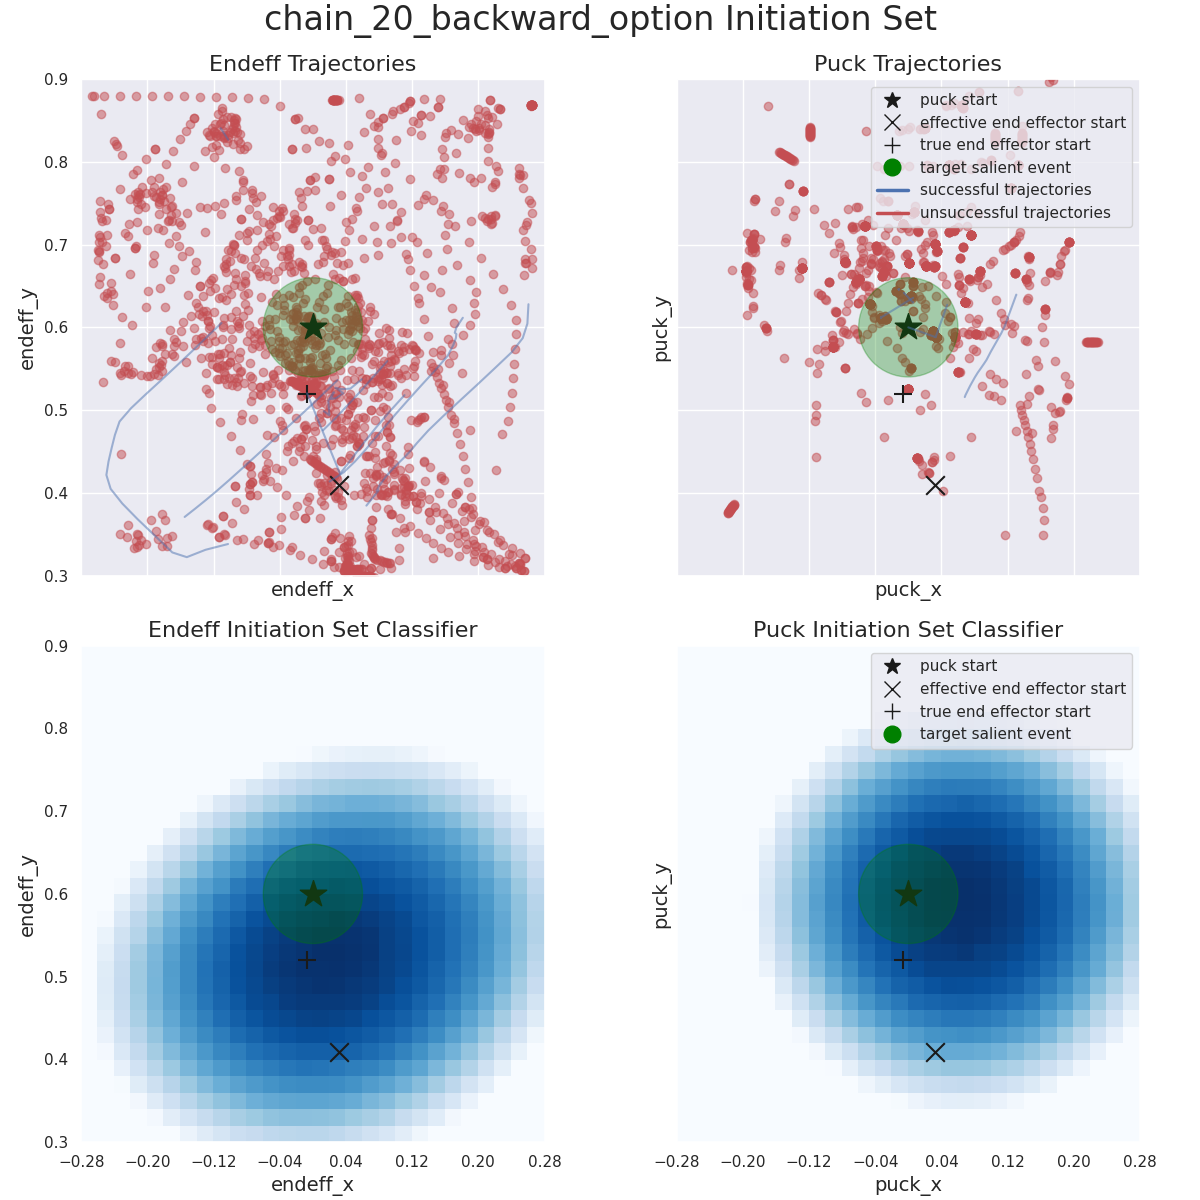 chain_20_backward_option Initiation Set
Endeff Trajectories
0.9
0.8
0.7
0.6
0.5
0.4
0.3
endeff_y
endeff_x
Puck Trajectories
puck start
effective end effector start
true end effector start
target salient event
successful trajectories
unsuccessful trajectories
puck_y
puck_x
Endeff Initiation Set Classifier
0.9
0.8
0.7
0.6
0.5
0.4
0.3
endeff_y
−0.28 −0.20 −0.12 −0.04 0.04 0.12 0.20 0.28
endeff_x
Puck Initiation Set Classifier
puck start
effective end effector start
true end effector start
target salient event
puck_y
−0.28 −0.20 −0.12 −0.04 0.04 0.12 0.20 0.28
puck_x